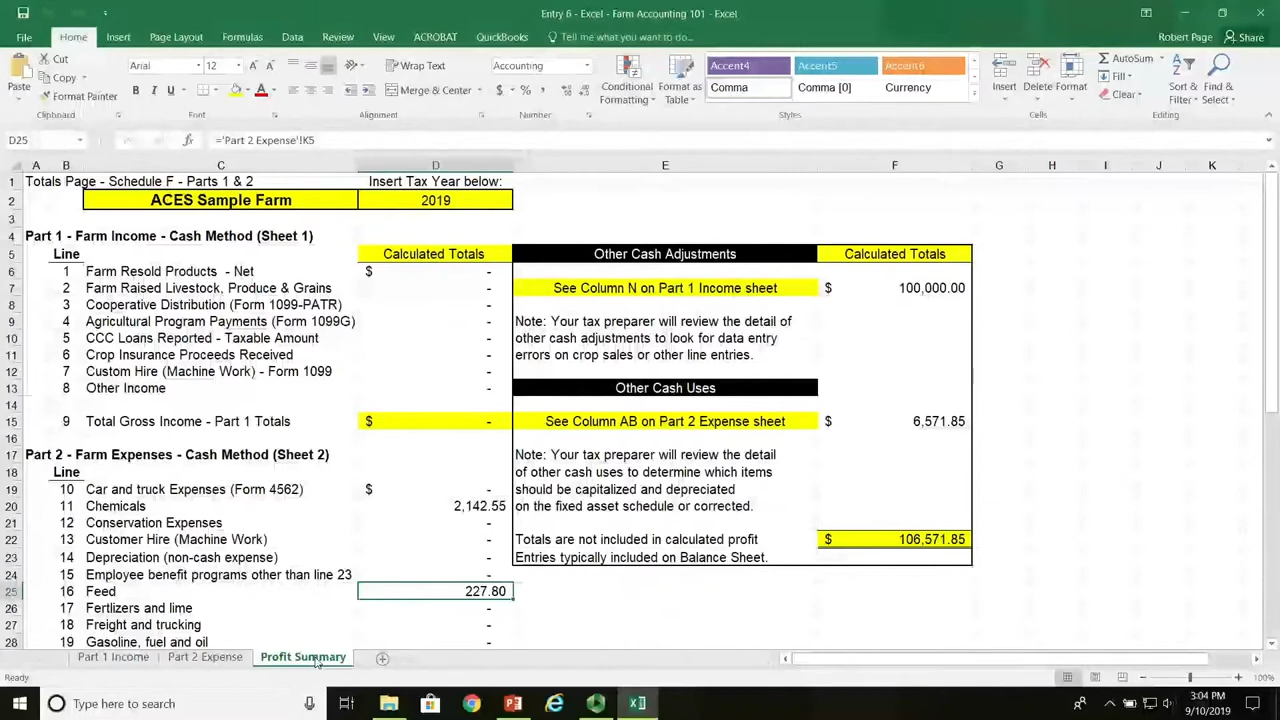 Entry 6 - Excel - Farm Accounting 101 - Excel
File Home Insert Page Layout Formulas Data Review View ACROBAT QuickBooks Tell me what you want to do... Robert Page Share
Paste Cut Copy Format Painter Clipboard
Arial 12 B I U Font
Wrap Text Merge & Center Alignment
Accounting $ % Number
Conditional Formatting Format as Table
Accent4 Accent5 Accent6
Comma Comma [0] Currency Styles
Insert Delete Format Cells
AutoSum Fill Clear Sort & Filter Find & Select Editing
D25 fx ='Part 2 Expense'!K5
A B C D E F G H I J K
1 Totals Page - Schedule F - Parts 1 & 2 Insert Tax Year below:
2 ACES Sample Farm 2019
3
4 Part 1 - Farm Income - Cash Method (Sheet 1)
5 Line Calculated Totals Other Cash Adjustments Calculated Totals
6 1 Farm Resold Products - Net $ -
7 2 Farm Raised Livestock, Produce & Grains - See Column N on Part 1 Income sheet $ 100,000.00
8 3 Cooperative Distribution (Form 1099-PATR) -
9 4 Agricultural Program Payments (Form 1099G) - Note: Your tax preparer will review the detail of
10 5 CCC Loans Reported - Taxable Amount - other cash adjustments to look for data entry
11 6 Crop Insurance Proceeds Received - errors on crop sales or other line entries.
12 7 Custom Hire (Machine Work) - Form 1099 -
13 8 Other Income - Other Cash Uses
14
15 9 Total Gross Income - Part 1 Totals $ - See Column AB on Part 2 Expense sheet $ 6,571.85
16
17 Part 2 - Farm Expenses - Cash Method (Sheet 2) Note: Your tax preparer will review the detail
18 Line of other cash uses to determine which items
19 10 Car and truck Expenses (Form 4562) $ - should be capitalized and depreciated
20 11 Chemicals 2,142.55 on the fixed asset schedule or corrected.
21 12 Conservation Expenses -
22 13 Customer Hire (Machine Work) - Totals are not included in calculated profit $ 106,571.85
23 14 Depreciation (non-cash expense) - Entries typically included on Balance Sheet.
24 15 Employee benefit programs other than line 23 -
25 16 Feed 227.80
26 17 Fertlizers and lime -
27 18 Freight and trucking -
28 19 Gasoline, fuel and oil -
Part 1 Income Part 2 Expense Profit Summary
Ready 100%
Type here to search 3:04 PM
9/10/2019